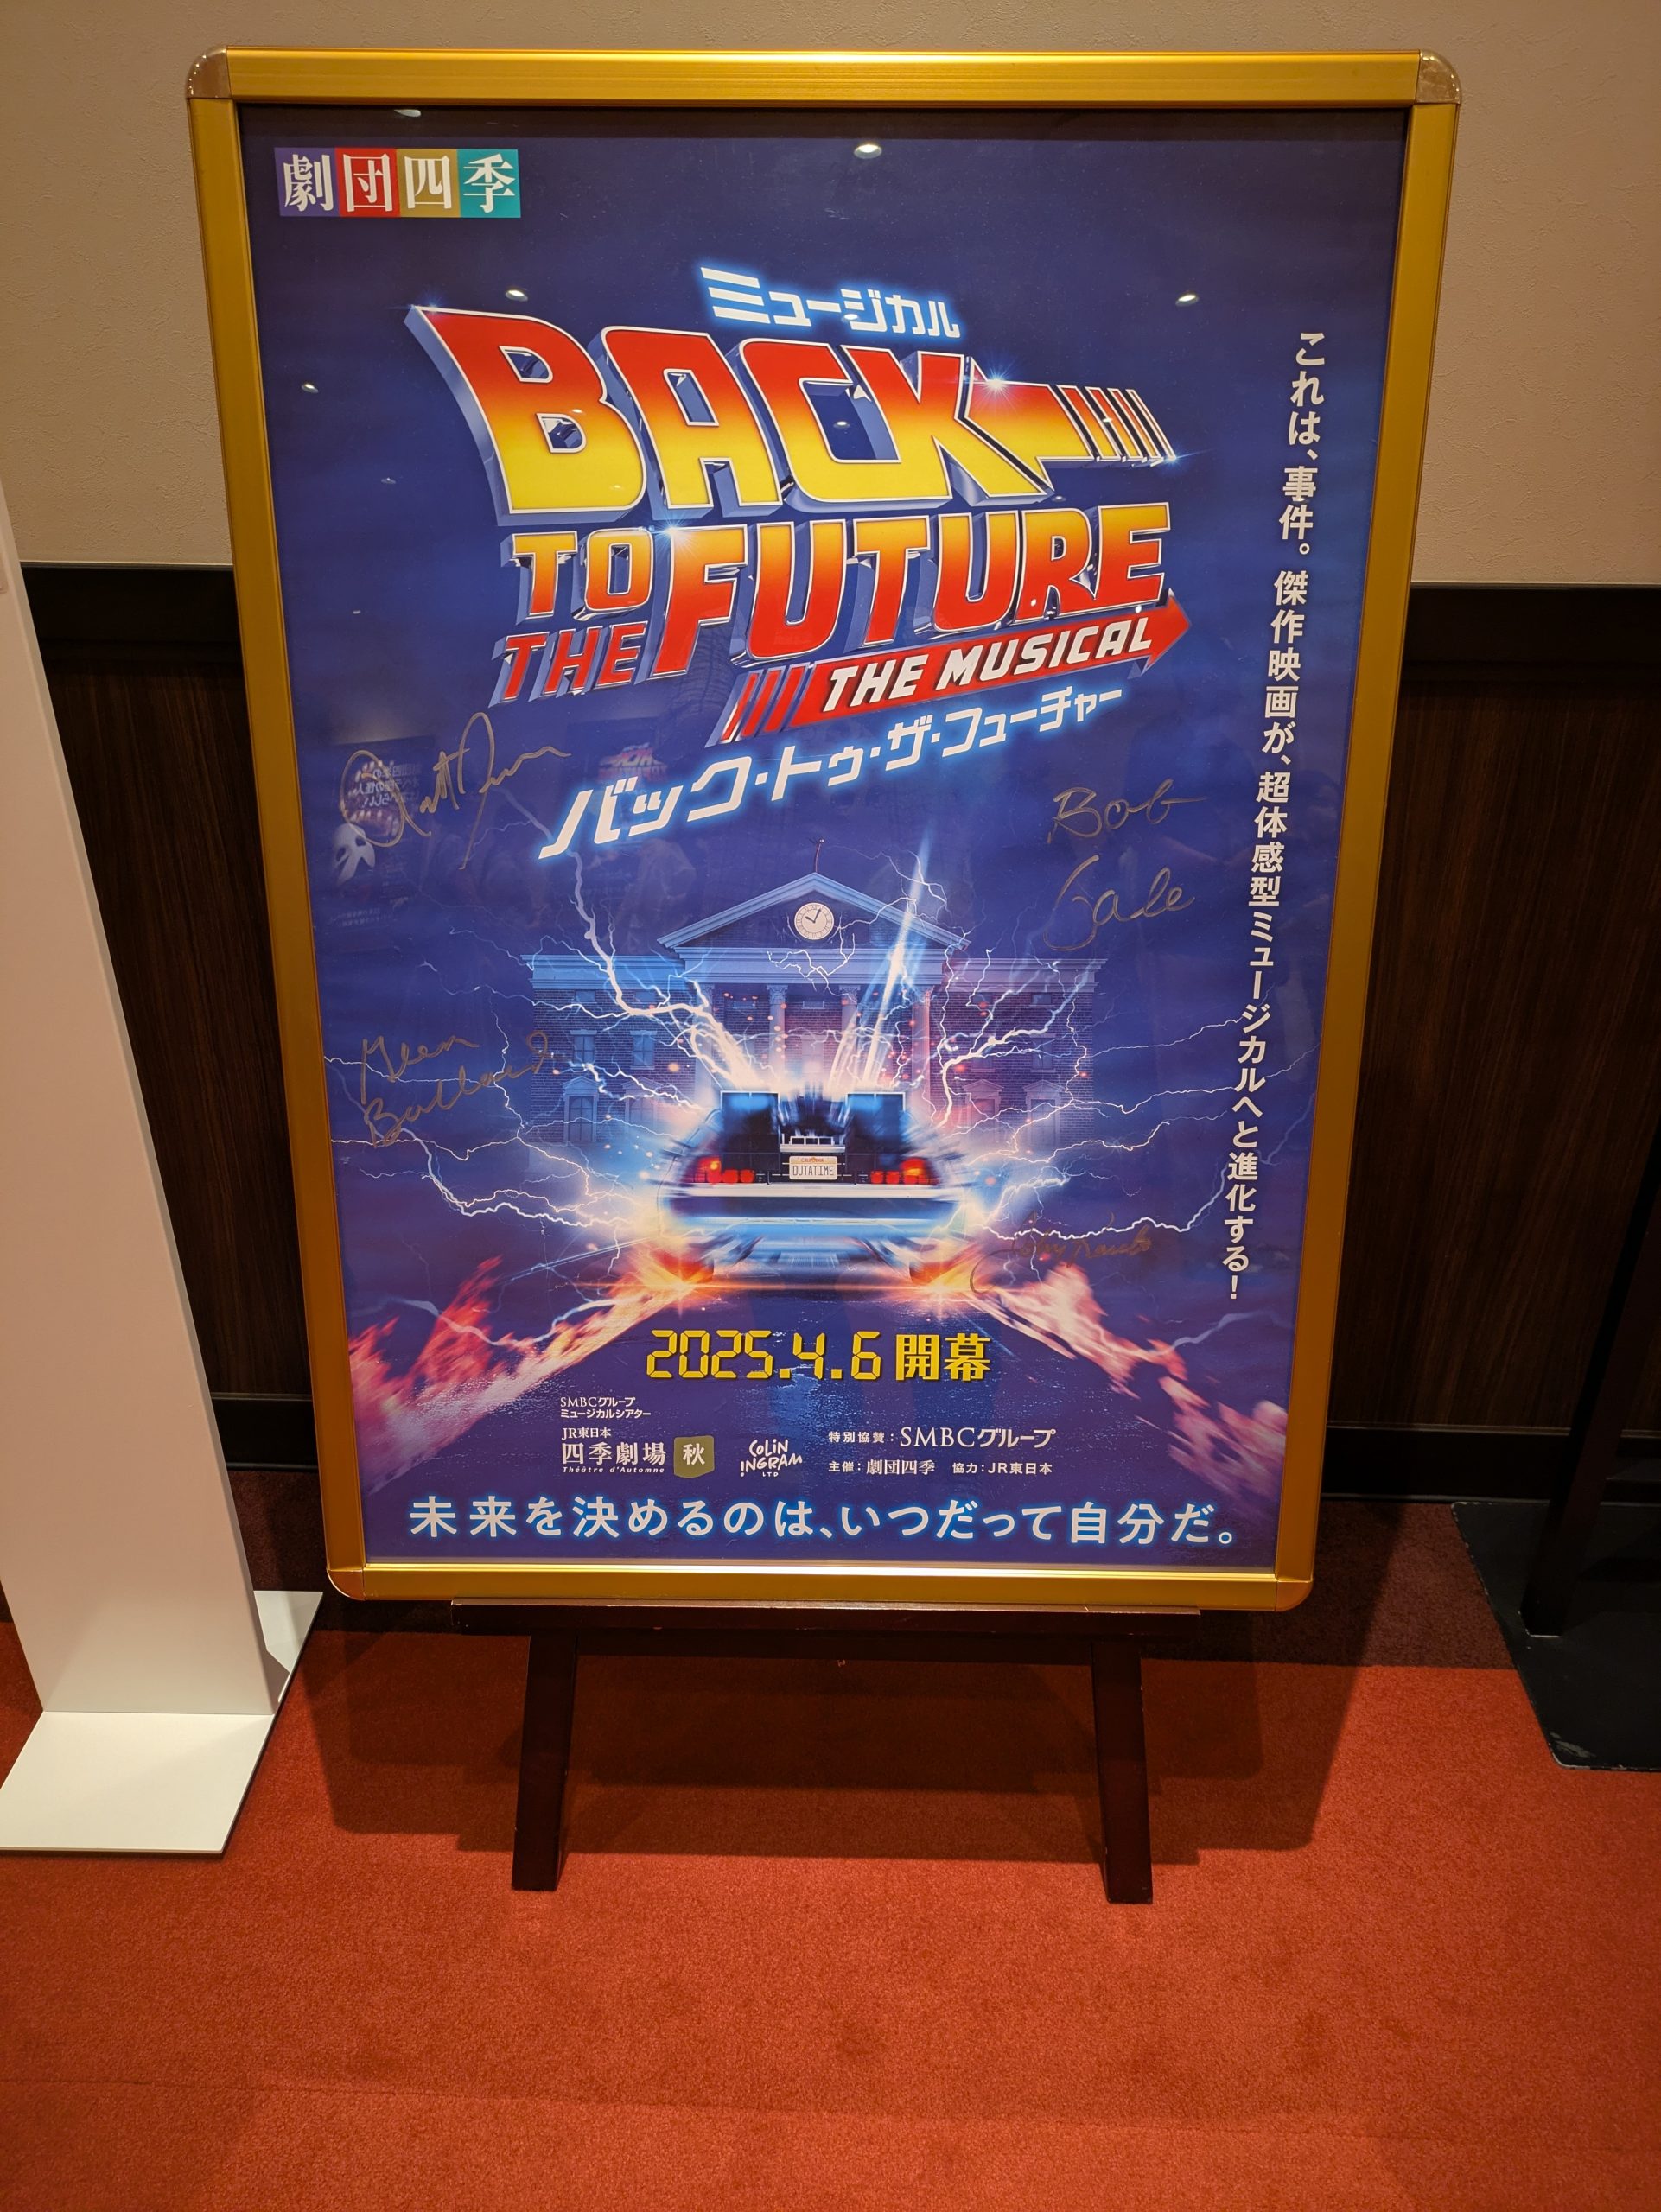 劇団四季
ミュージカル
BACK
TO THE FUTURE
THE MUSICAL
バック・トゥ・ザ・フューチャー
これは、事件。傑作映画が、超体感型ミュージカルへと進化する！
Bob
Gale
Glen
Ballard
CALIFORNIA
OUTATIME
2025.4.6 開幕
SMBCグループ
ミュージカルシアター
JR東日本
四季劇場 秋
Théâtre d'Automne
COLIN
INGRAM
LTD
特別協賛：SMBCグループ
主催：劇団四季 協力：JR東日本
未来を決めるのは、いつだって自分だ。